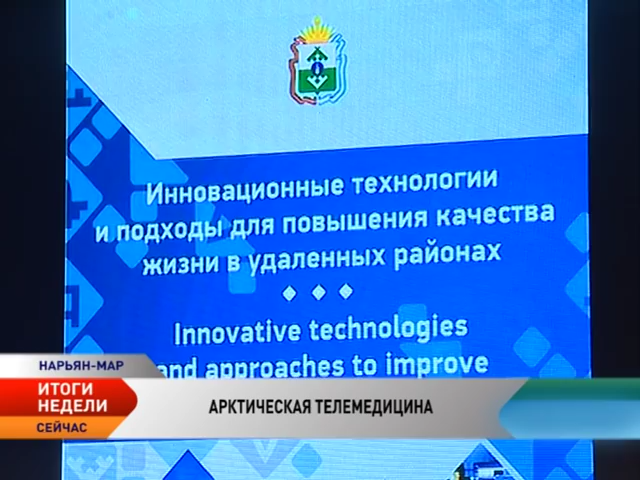 Инновационные технологии
и подходы для повышения качества
жизни в удаленных районах
Innovative technologies
and approaches to improve
НАРЬЯН-МАР
ИТОГИ
НЕДЕЛИ
СЕЙЧАС
АРКТИЧЕСКАЯ ТЕЛЕМЕДИЦИНА